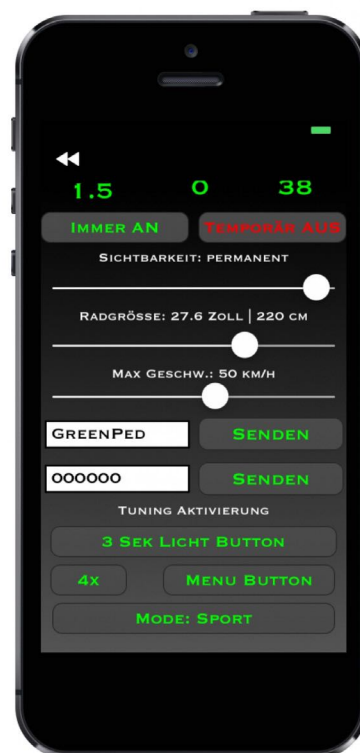 1.5 0 38
Immer AN Temporär AUS
Sichtbarkeit: permanent
Radgrösse: 27.6 Zoll | 220 cm
Max Geschw.: 50 km/h
GreenPed Senden
000000 Senden
Tuning Aktivierung
3 Sek Licht Button
4x Menu Button
Mode: Sport